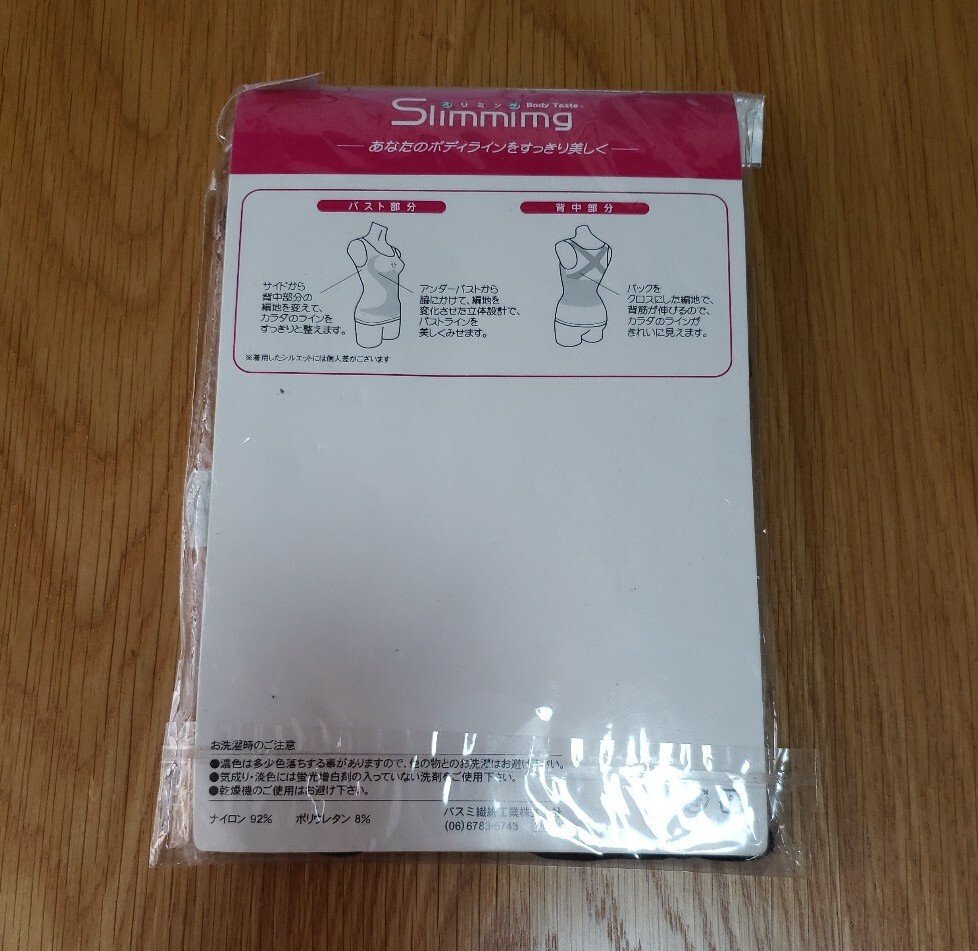 スリミング Body Taste
Slimmimg
あなたのボディラインをすっきり美しく
バスト部分
背中部分
サイドから
背中部分の
編地を変えて、
カラダのラインを
すっきりと整えます。
アンダーバストから
脇にかけて、編地を
変化させた立体設計で、
バストラインを
美しくみせます。
バックを
クロスにした編地で、
背筋が伸びるので、
カラダのラインが
きれいに見えます。
※着用したシルエットには個人差がございます
お洗濯時のご注意
●濃色は多少色落ちする事がありますので、他の物とのお洗濯はお避け下さい。
●気成り・淡色には蛍光増白剤の入っていない洗剤をご使用下さい。
●乾燥機のご使用はお避け下さい。
ナイロン 92% ポリウレタン 8%
パスミ繊維工業株式会社
(06)6783-5743